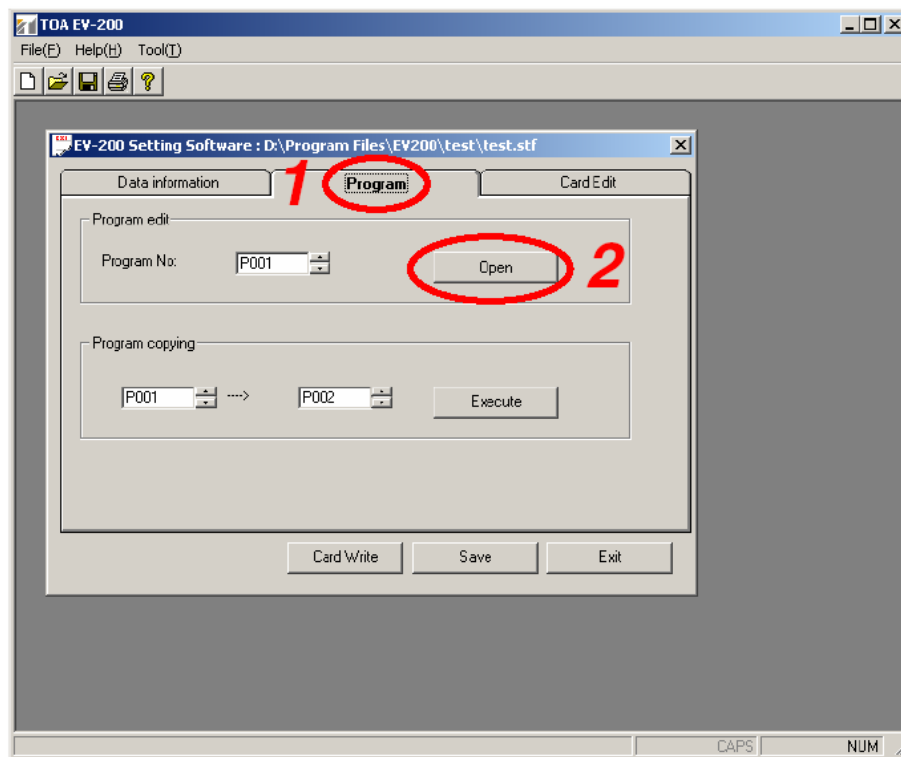 TOA EV-200
File(F) Help(H) Tool(T)
EV-200 Setting Software : D:\Program Files\EV200\test\test.stf
Data information 1 Program Card Edit
Program edit
Program No: P001 Open 2
Program copying
P001 ----> P002 Execute
Card Write Save Exit
CAPS NUM